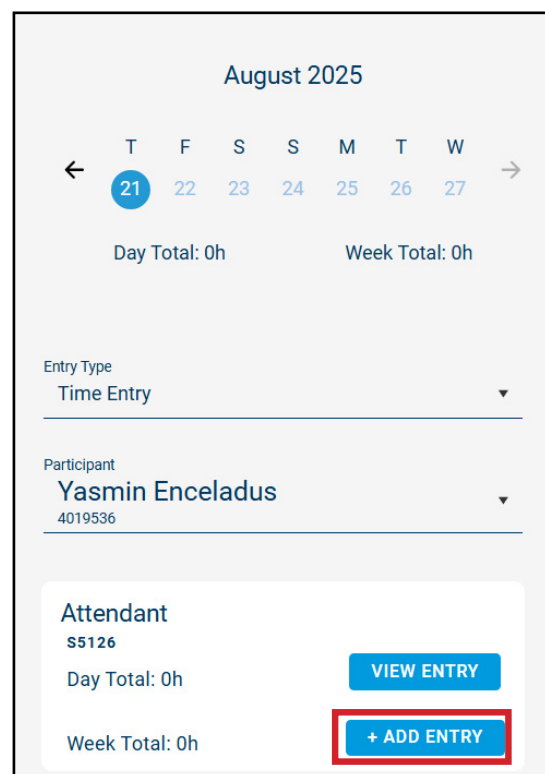 August 2025
T F S S M T W
← 21 22 23 24 25 26 27 →
Day Total: 0h Week Total: 0h
Entry Type
Time Entry
Participant
Yasmin Enceladus
4019536
Attendant
S5126
Day Total: 0h
VIEW ENTRY
Week Total: 0h
+ ADD ENTRY